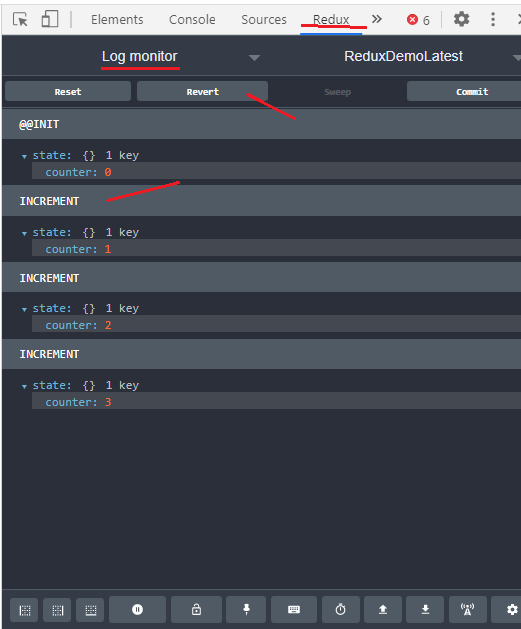 Elements Console Sources Redux » 6
Log monitor ReduxDemoLatest
Reset Revert Sweep Commit
@@INIT
state: {} 1 key
counter: 0
INCREMENT
state: {} 1 key
counter: 1
INCREMENT
state: {} 1 key
counter: 2
INCREMENT
state: {} 1 key
counter: 3